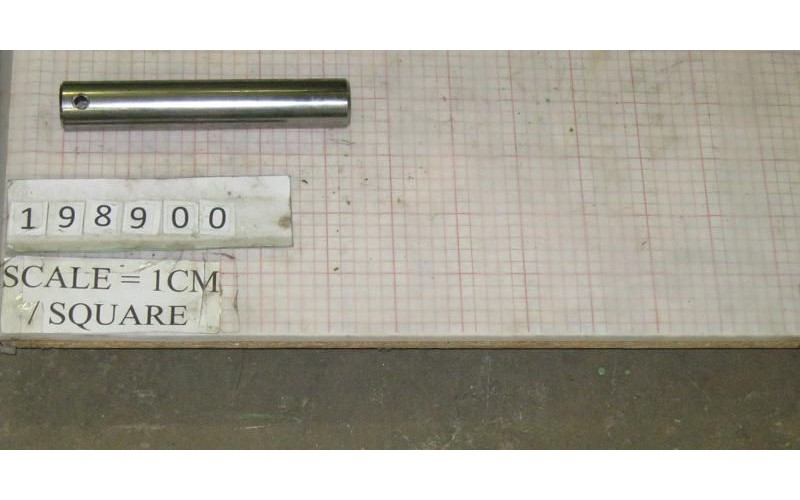 198900
SCALE = 1CM
/ SQUARE